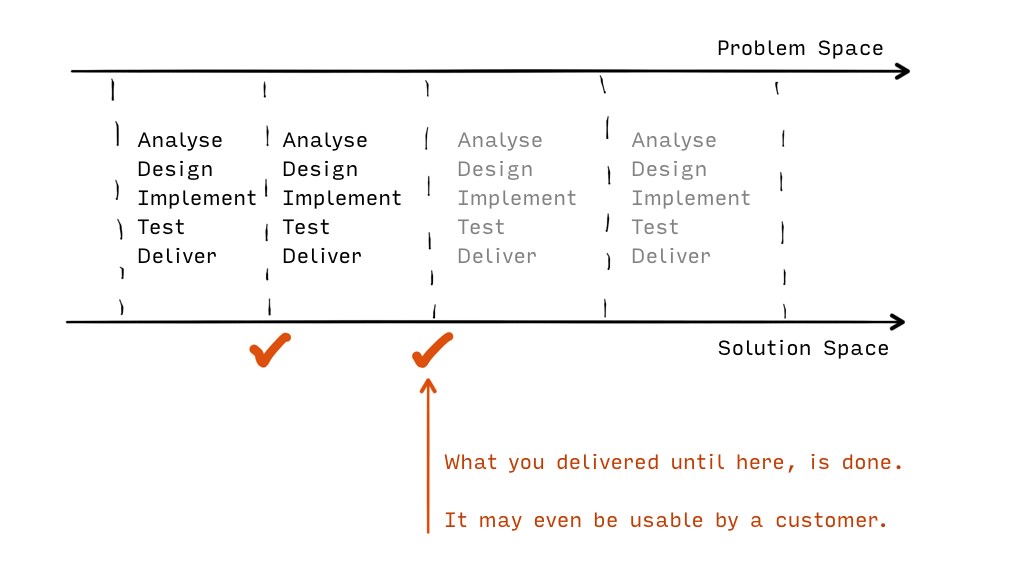 Problem Space
Analyse
Design
Implement
Test
Deliver
Analyse
Design
Implement
Test
Deliver
Analyse
Design
Implement
Test
Deliver
Analyse
Design
Implement
Test
Deliver
Solution Space
What you delivered until here, is done.
It may even be usable by a customer.